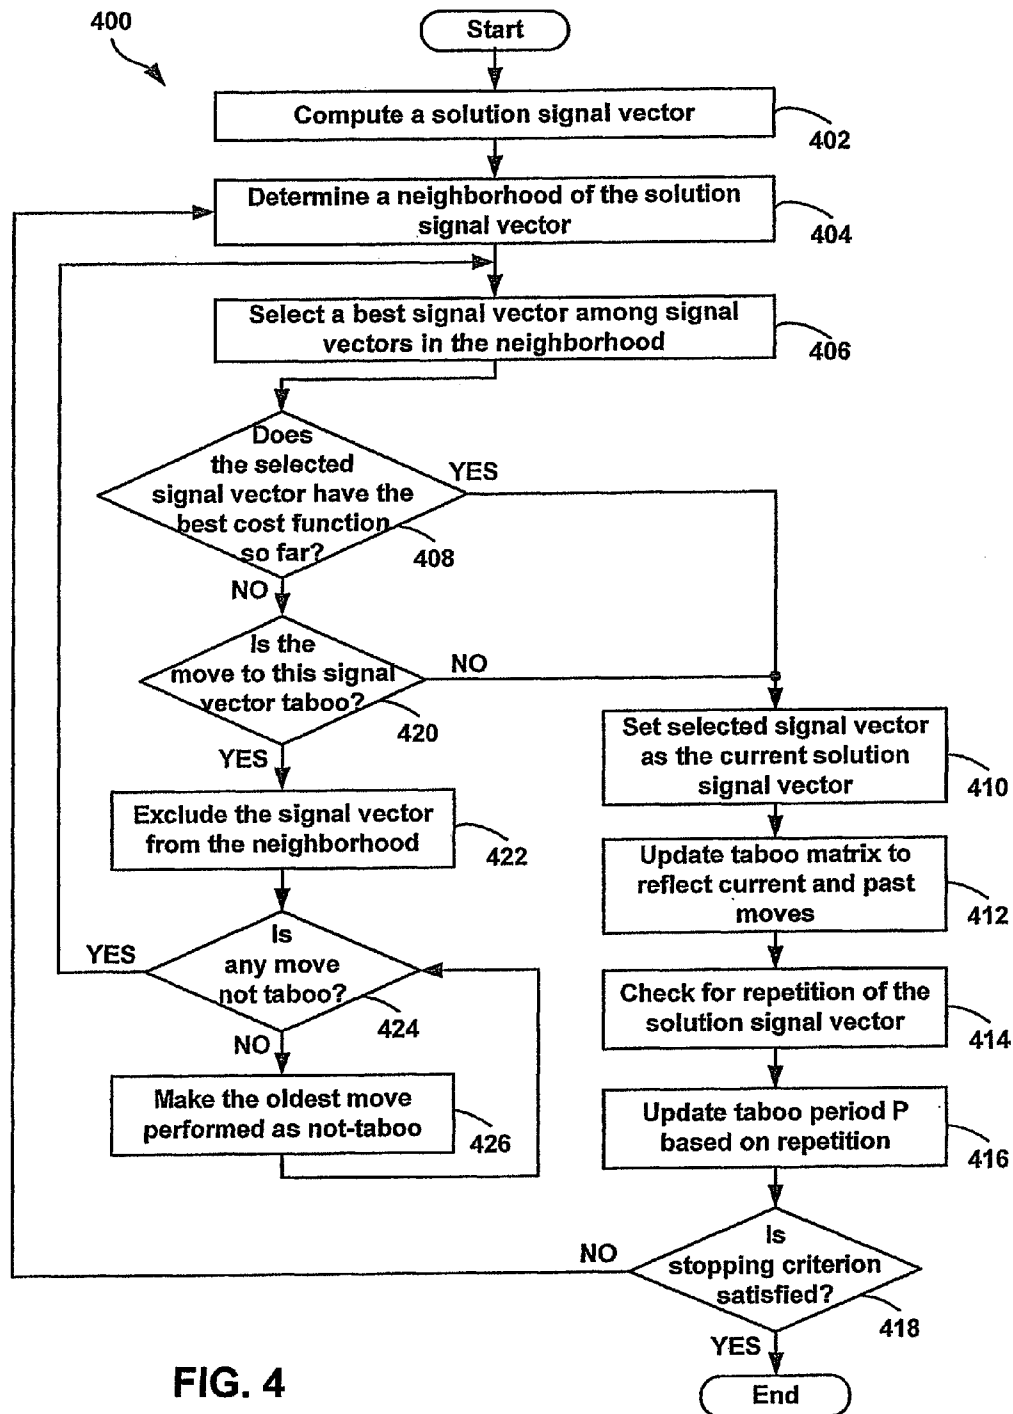 400
Start
Compute a solution signal vector
402
Determine a neighborhood of the solution
signal vector
404
Select a best signal vector among signal
vectors in the neighborhood
406
Does
the selected
signal vector have the
best cost function
so far?
408
YES
NO
Is the
move to this signal
vector taboo?
420
NO
YES
Set selected signal vector
as the current solution
signal vector
410
Exclude the signal vector
from the neighborhood
422
Update taboo matrix to
reflect current and past
moves
412
Is
any move
not taboo?
424
YES
NO
Check for repetition of the
solution signal vector
414
Make the oldest move
performed as not-taboo
426
Update taboo period P
based on repetition
416
Is
stopping criterion
satisfied?
418
NO
YES
End
FIG. 4